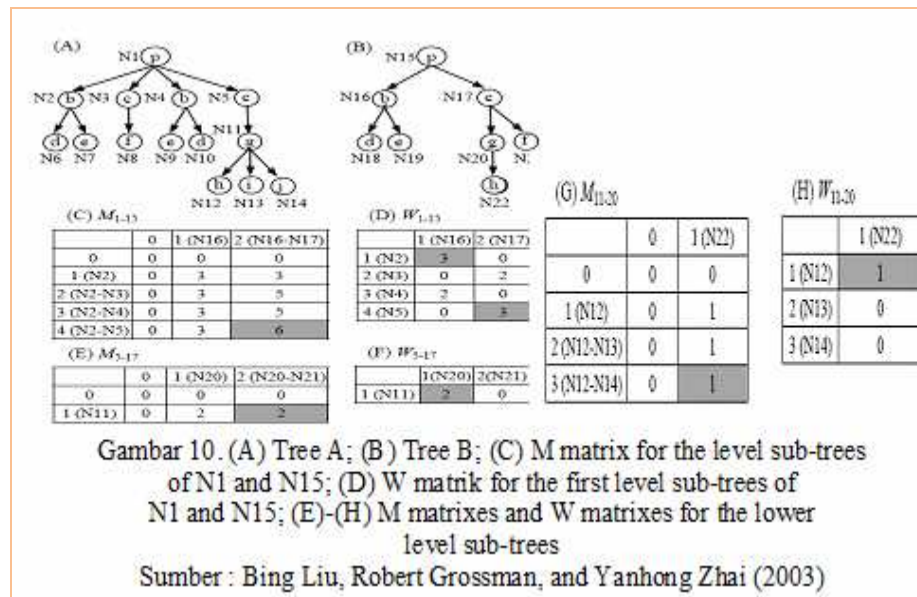 (A)
N1 p
N2 b N3 c N4 b N5 c
N11 g
d e f e d
N6 N7 N8 N9 N10
h i j
N12 N13 N14
(B)
N15 p
N16 b N17 c
d e g f
N18 N19 N20
h
N22
(C) M1-15
0 1 (N16) 2 (N16-N17)
0 0 0 0
1 (N2) 0 3 3
2 (N2-N3) 0 3 5
3 (N2-N4) 0 3 5
4 (N2-N5) 0 3 6
(D) W1-15
1 (N16) 2 (N17)
1 (N2) 3 0
2 (N3) 0 2
3 (N4) 2 0
4 (N5) 0 3
(E) M5-17
0 1 (N20) 2 (N20-N21)
0 0 0 0
1 (N11) 0 2 2
(F) W5-17
1(N20) 2(N21)
1 (N11) 2 0
(G) M11-20
0 1 (N22)
0 0 0
1 (N12) 0 1
2 (N12-N13) 0 1
3 (N12-N14) 0 1
(H) W11-20
1 (N22)
1 (N12) 1
2 (N13) 0
3 (N14) 0
Gambar 10. (A) Tree A; (B) Tree B; (C) M matrix for the level sub-trees
of N1 and N15; (D) W matrik for the first level sub-trees of
N1 and N15; (E)-(H) M matrixes and W matrixes for the lower
level sub-trees
Sumber : Bing Liu, Robert Grossman, and Yanhong Zhai (2003)